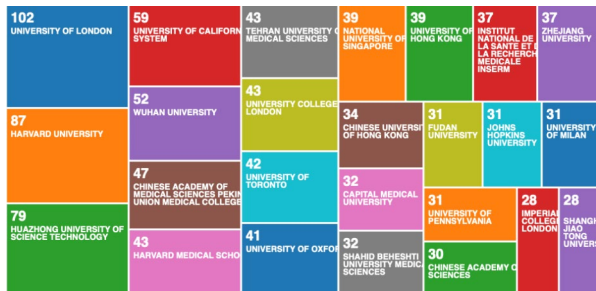 102
UNIVERSITY OF LONDON
87
HARVARD UNIVERSITY
79
HUAZHONG UNIVERSITY OF
SCIENCE TECHNOLOGY
59
UNIVERSITY OF CALIFORN
SYSTEM
52
WUHAN UNIVERSITY
47
CHINESE ACADEMY OF
MEDICAL SCIENCES PEKIN
UNION MEDICAL COLLEGE
43
HARVARD MEDICAL SCHO
43
TEHRAN UNIVERSITY O
MEDICAL SCIENCES
43
UNIVERSITY COLLEGE
LONDON
42
UNIVERSITY OF
TORONTO
41
UNIVERSITY OF OXFOR
39
NATIONAL
UNIVERSITY OF
SINGAPORE
39
UNIVERSITY OF
HONG KONG
37
INSTITUT
NATIONAL DE
LA SANTE ET D
LA RECHERCH
MEDICALE
INSERM
37
ZHEJIANG
UNIVERSITY
34
CHINESE UNIVERSI
OF HONG KONG
32
CAPITAL MEDICAL
UNIVERSITY
32
SHAHID BEHESHTI
UNIVERSITY MEDIC
SCIENCES
31
FUDAN
UNIVERSITY
31
JOHNS
HOPKINS
UNIVERSITY
31
UNIVERSITY
OF MILAN
31
UNIVERSITY OF
PENNSYLVANIA
30
CHINESE ACADEMY O
SCIENCES
28
IMPERIAL
COLLEGE
LONDON
28
SHANGH
JIAO
TONG
UNIVERS